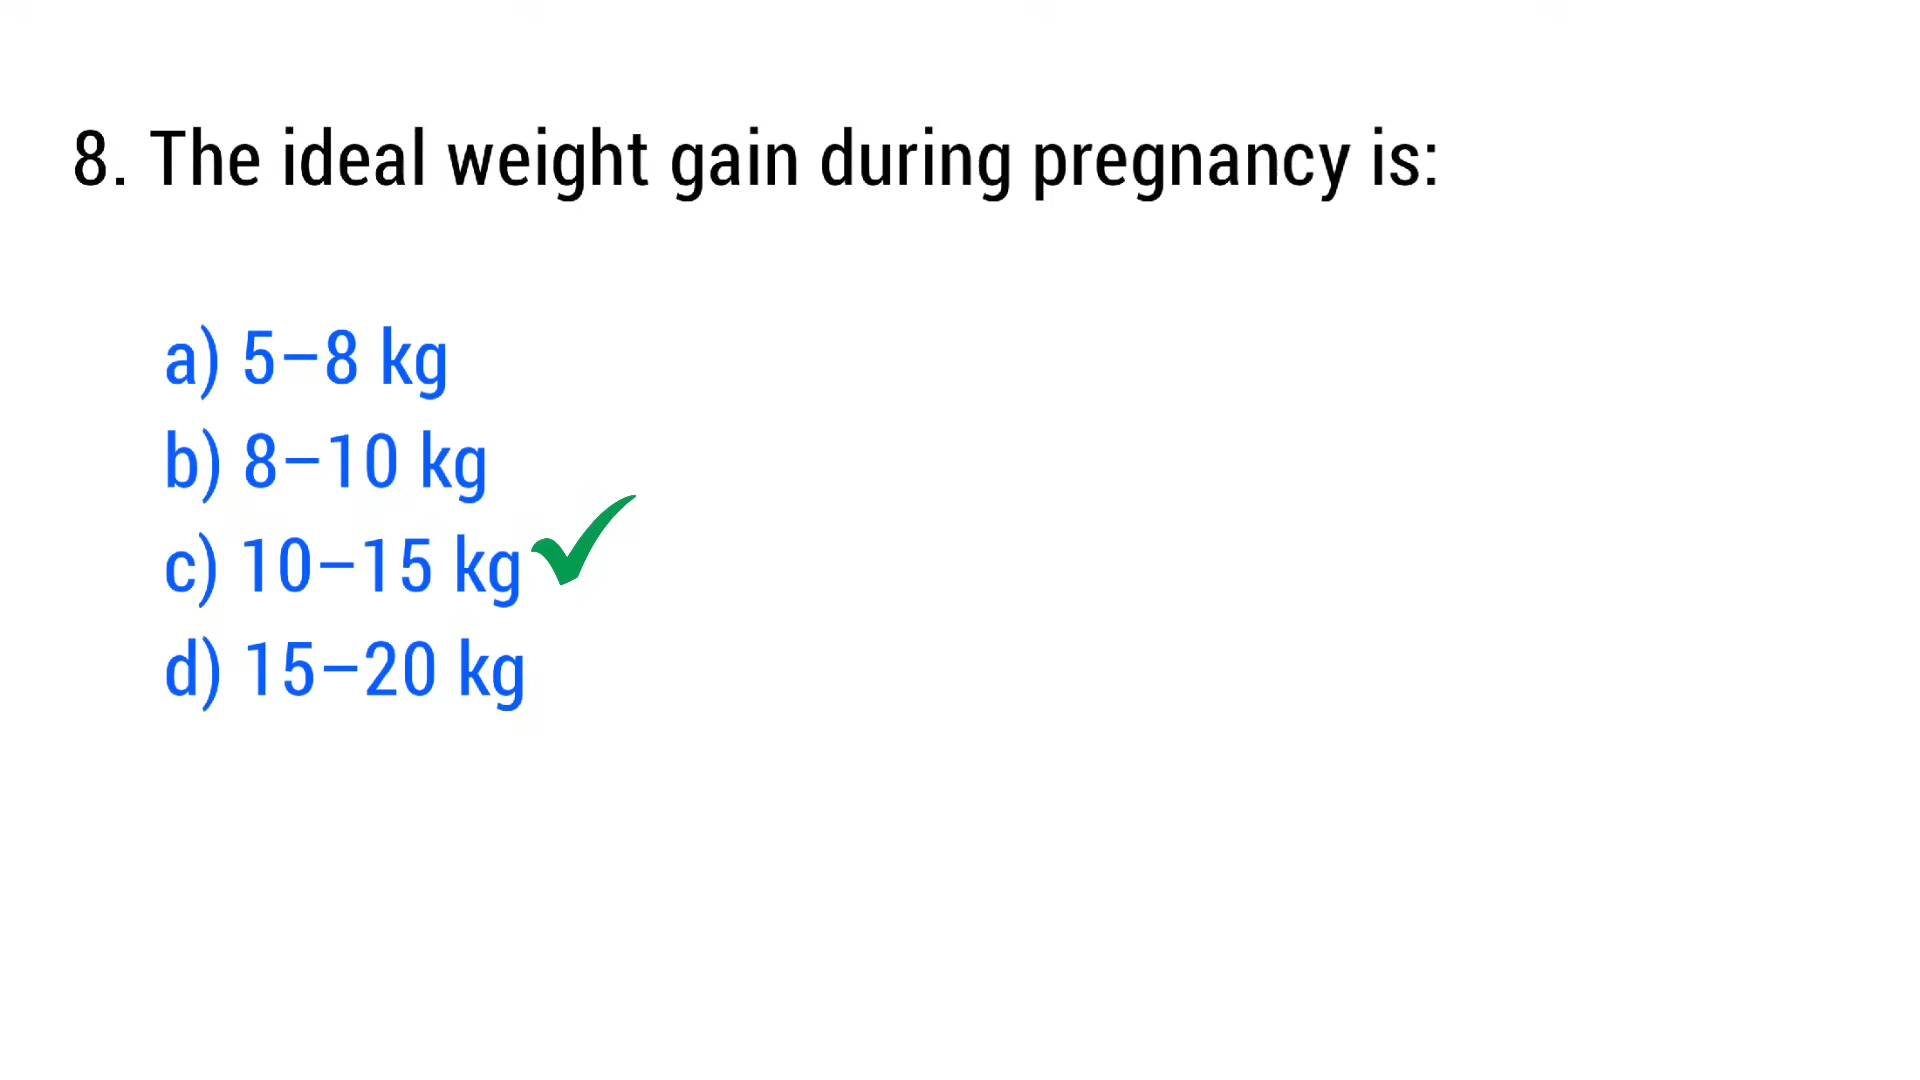 8. The ideal weight gain during pregnancy is:
a) 5–8 kg
b) 8–10 kg
c) 10–15 kg
d) 15–20 kg